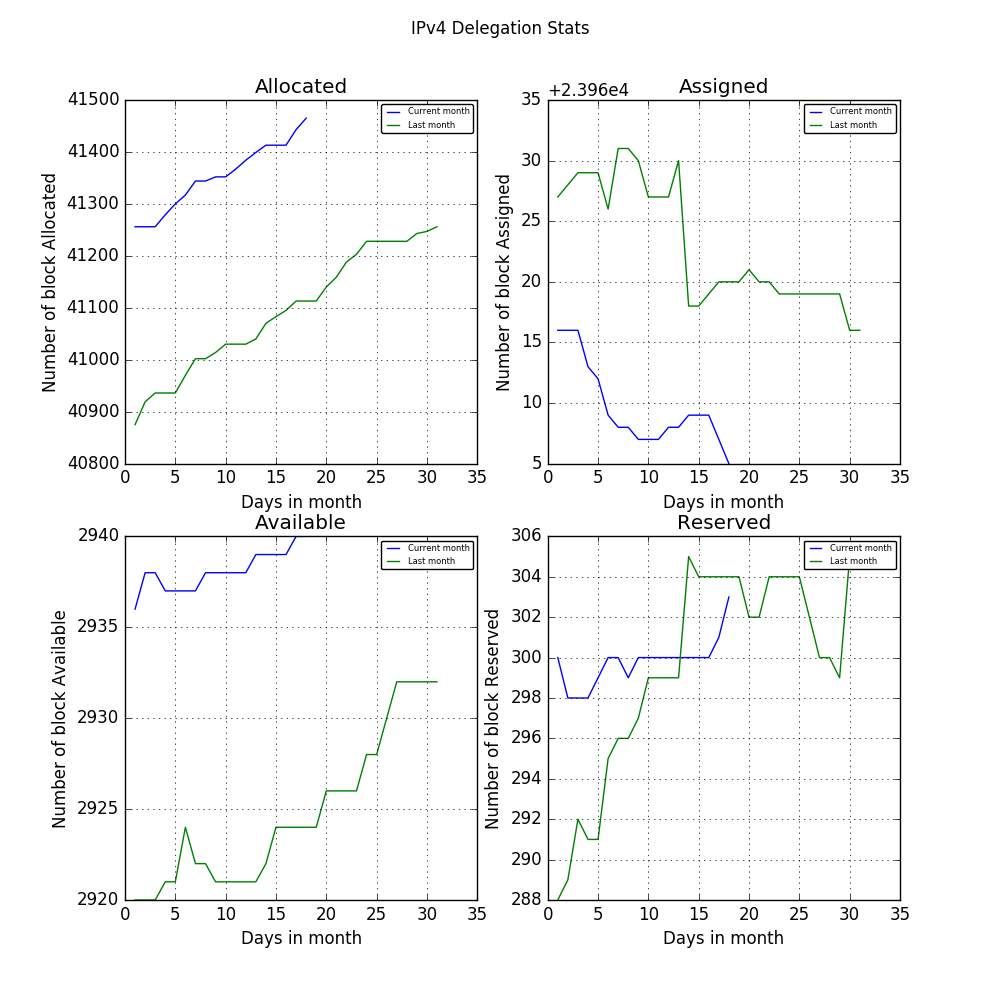 IPv4 Delegation Stats
Allocated
Number of block Allocated
41500
41400
41300
41200
41100
41000
40900
40800
0 5 10 15 20 25 30 35
Days in month
Current month
Last month
Assigned
+2.396e4
Number of block Assigned
35
30
25
20
15
10
5
0 5 10 15 20 25 30 35
Days in month
Current month
Last month
Available
Number of block Available
2940
2935
2930
2925
2920
0 5 10 15 20 25 30 35
Days in month
Current month
Last month
Reserved
Number of block Reserved
306
304
302
300
298
296
294
292
290
288
0 5 10 15 20 25 30 35
Days in month
Current month
Last month